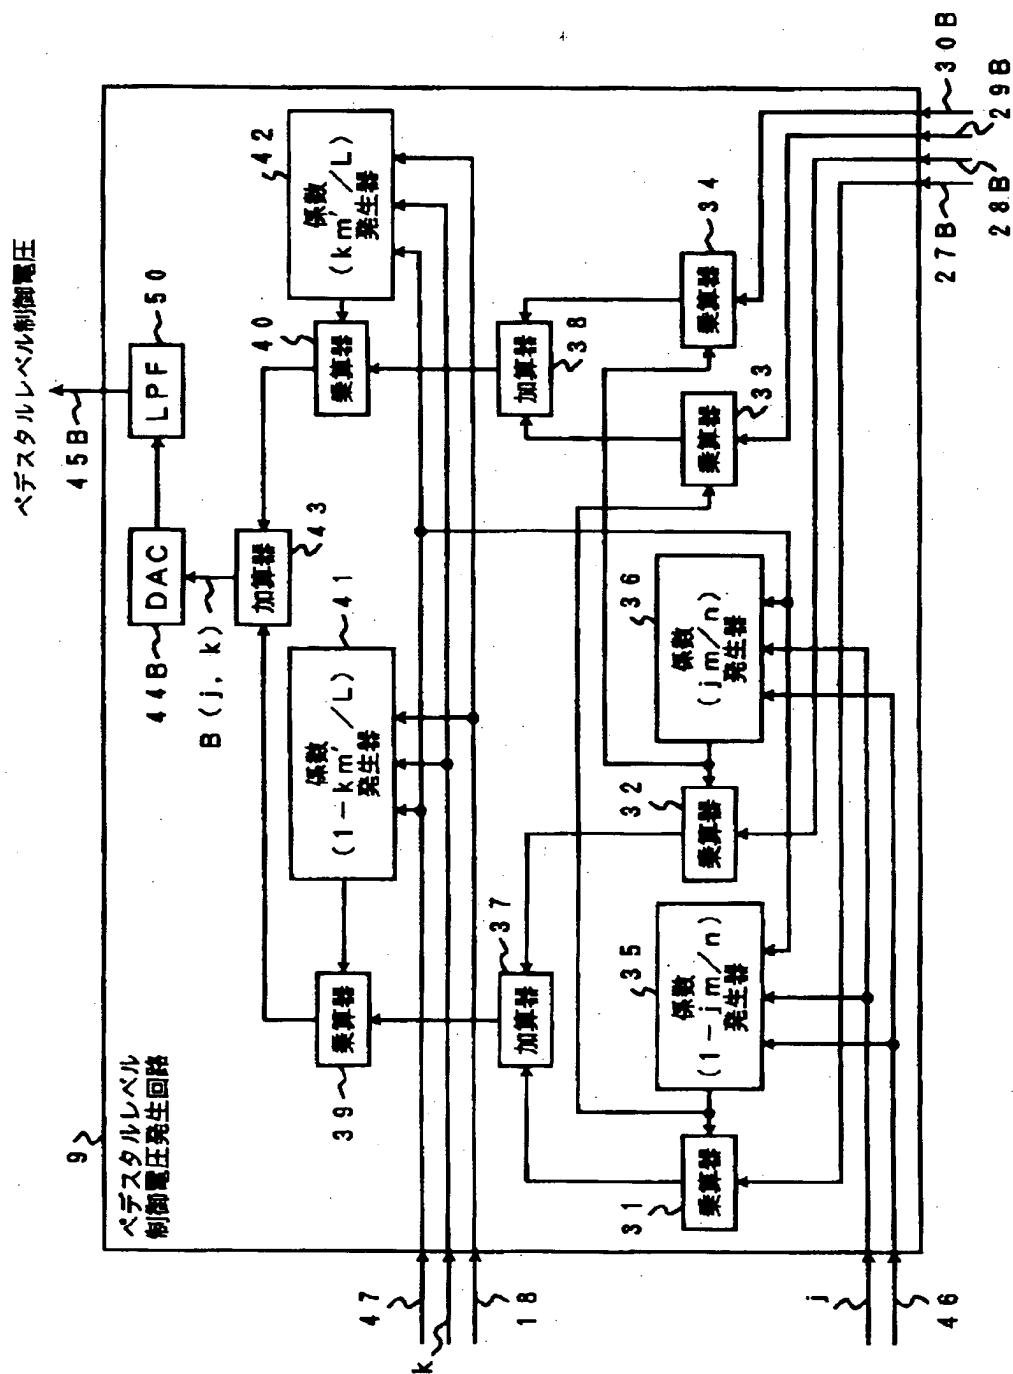 ペデスタルレベル
制御電圧発生回路
9
ペデスタルレベル制御電圧
45B
LPF
50
DAC
44B
B(j, k)
加算器
43
係数
(1-km'/L)
発生器
41
係数
(km'/L)
発生器
42
乗算器
39
乗算器
40
加算器
37
加算器
38
乗算器
31
係数
(1-jm/n)
発生器
35
乗算器
32
係数
(jm/n)
発生器
36
乗算器
33
乗算器
34
47
k
18
j
46
27B
28B
29B
30B